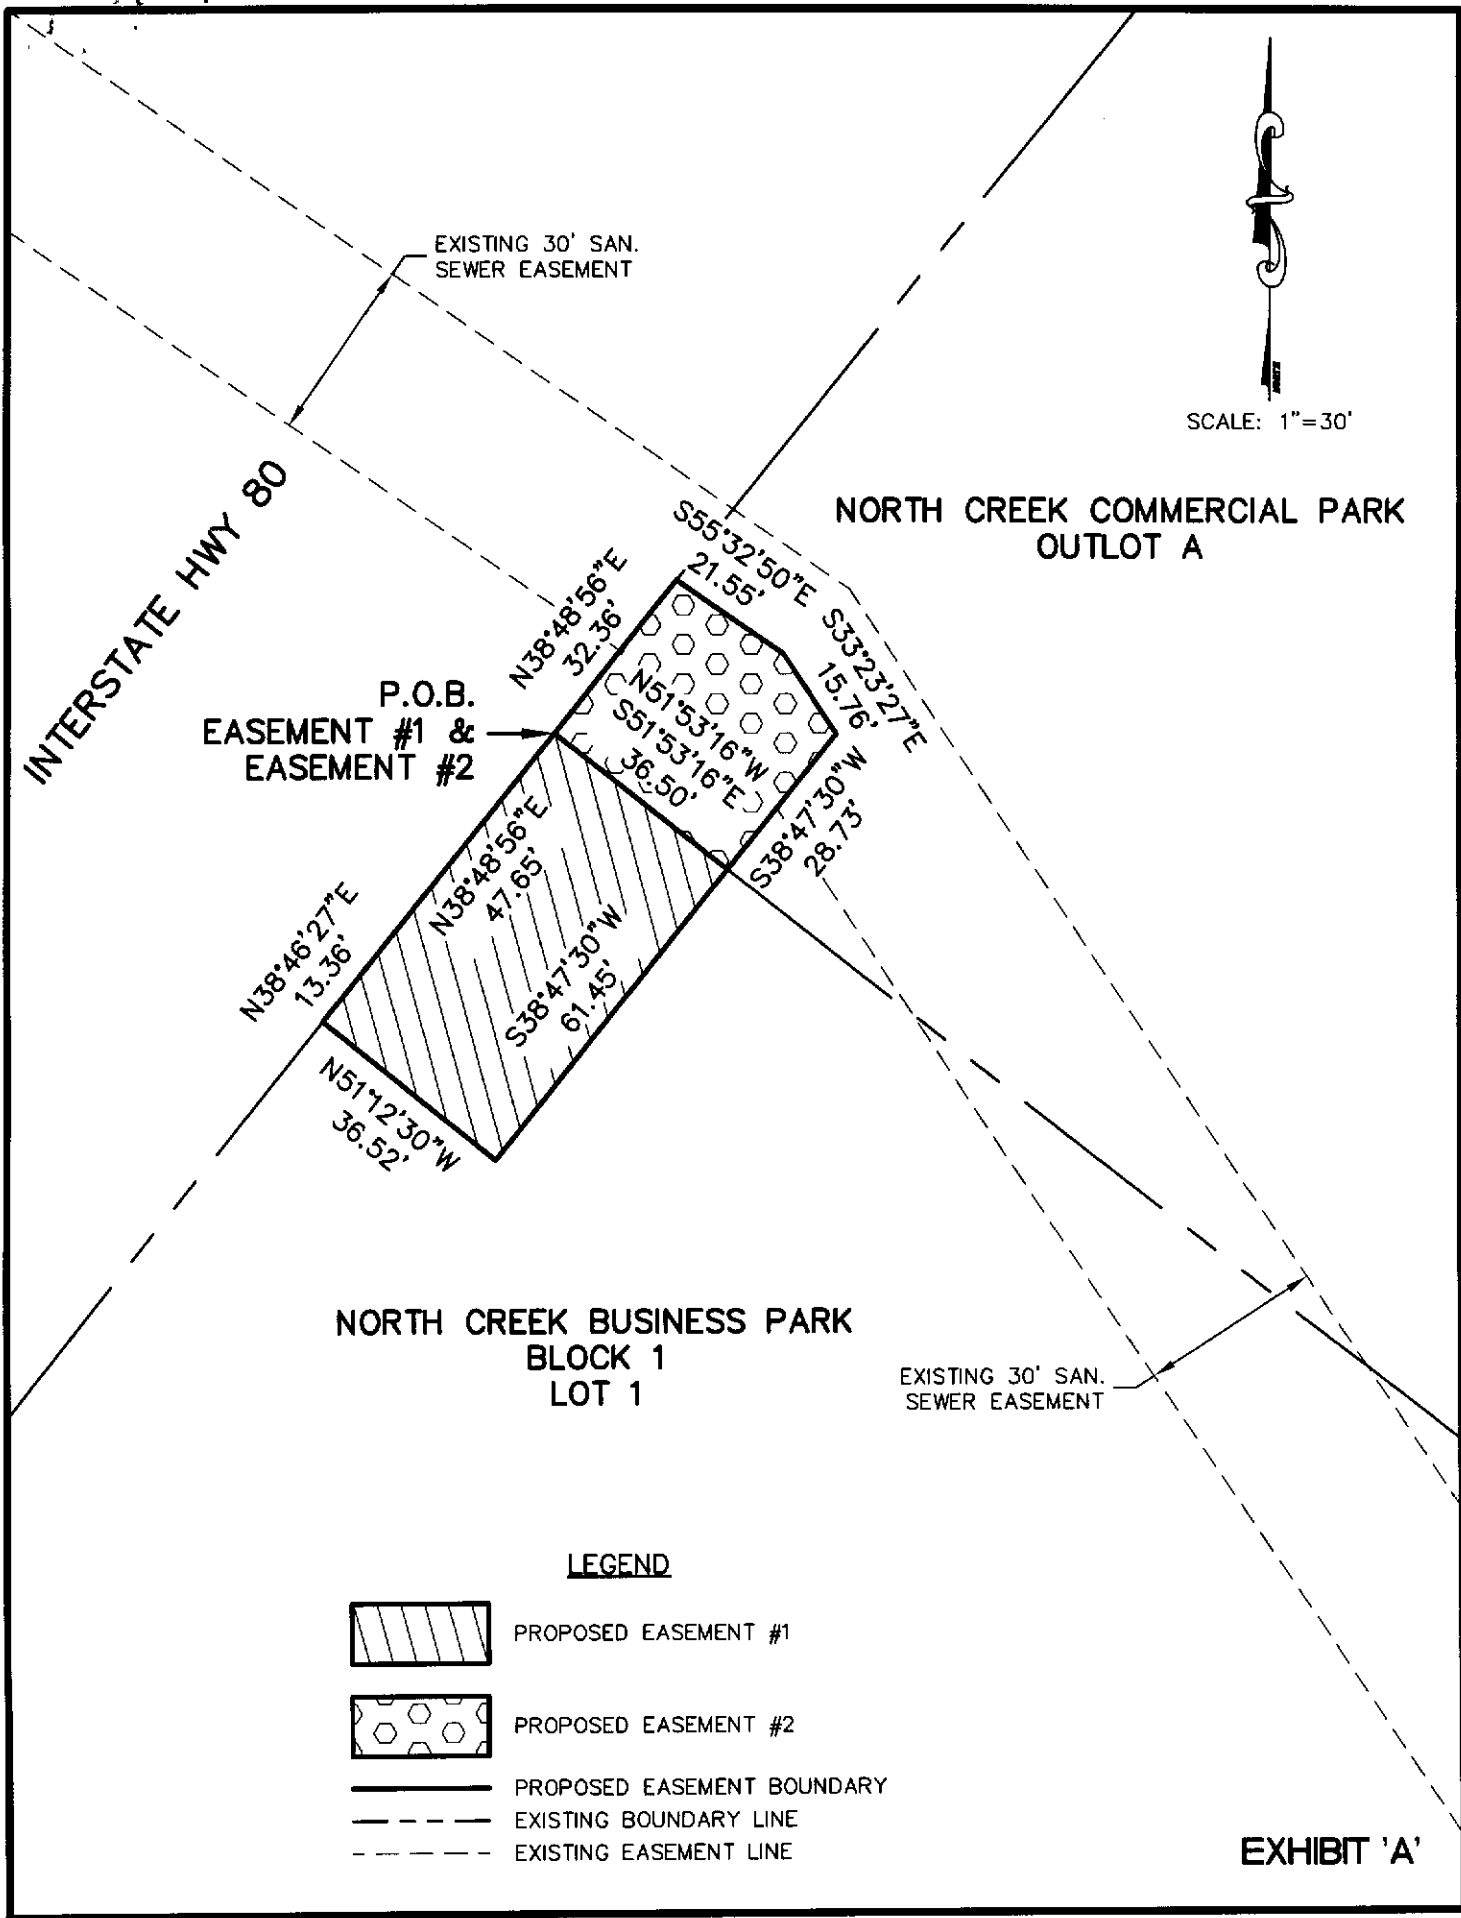 EXISTING 30' SAN.
SEWER EASEMENT
NORTH
SCALE: 1"=30'
INTERSTATE HWY 80
NORTH CREEK COMMERCIAL PARK
OUTLOT A
S55°32'50"E
21.55'
N38°48'56"E
32.36'
S33°23'27"E
15.76'
P.O.B.
EASEMENT #1 &
EASEMENT #2
N51°53'16"W
S51°53'16"E
36.50'
S38°47'30"W
28.73'
N38°48'56"E
47.65'
N38°46'27"E
13.36'
S38°47'30"W
61.45'
N51°12'30"W
36.52'
NORTH CREEK BUSINESS PARK
BLOCK 1
LOT 1
EXISTING 30' SAN.
SEWER EASEMENT
LEGEND
PROPOSED EASEMENT #1
PROPOSED EASEMENT #2
PROPOSED EASEMENT BOUNDARY
EXISTING BOUNDARY LINE
EXISTING EASEMENT LINE
EXHIBIT 'A'